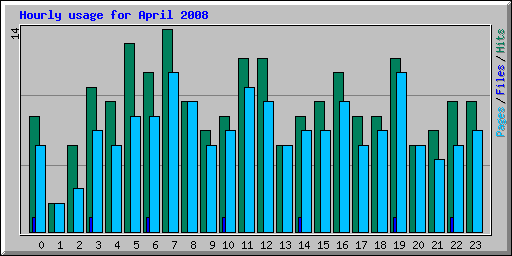 Hourly usage for April 2008
14
Pages/Files/Hits
0 1 2 3 4 5 6 7 8 9 10 11 12 13 14 15 16 17 18 19 20 21 22 23